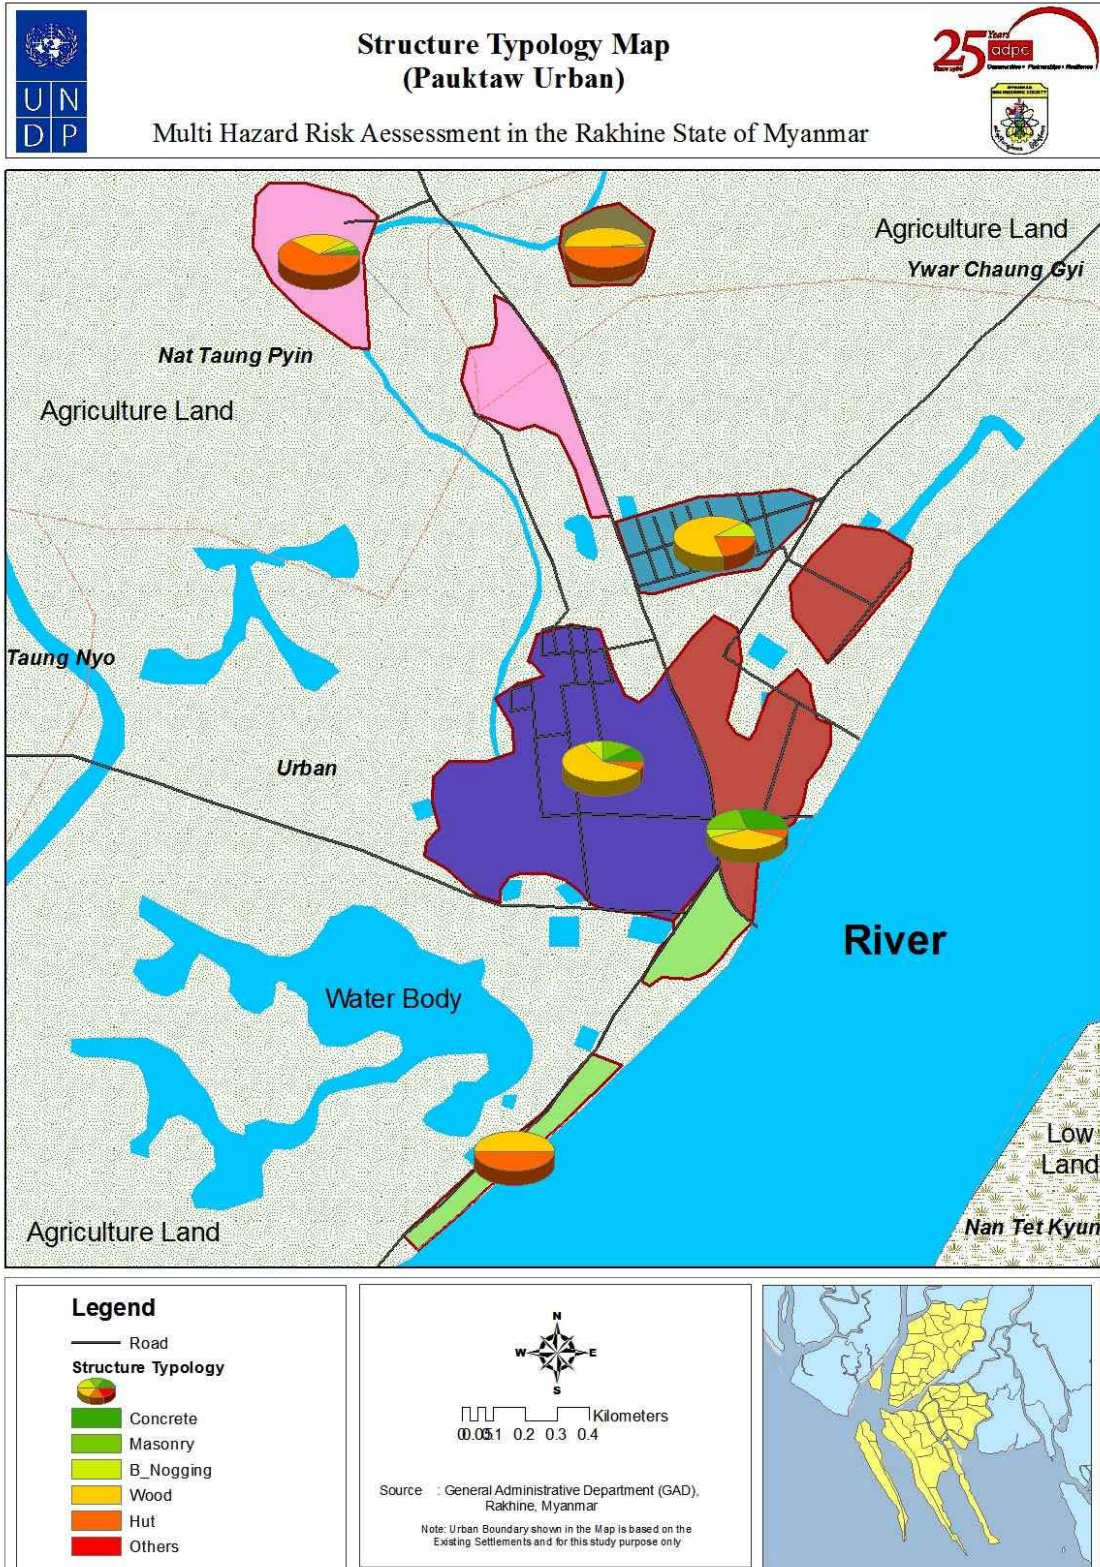 U N
D P
Structure Typology Map
(Pauktaw Urban)
Multi Hazard Risk Aessessment in the Rakhine State of Myanmar
25 Years
adpc
Agriculture Land
Ywar Chaung Gyi
Nat Taung Pyin
Agriculture Land
Taung Nyo
Urban
River
Water Body
Low
Land
Agriculture Land
Nan Tet Kyun
Legend
Road
Structure Typology
Concrete
Masonry
B_Nogging
Wood
Hut
Others
N
W E
S
Kilometers
0 0.05 0.1 0.2 0.3 0.4
Source : General Administrative Department (GAD),
Rakhine, Myanmar
Note: Urban Boundary shown in the Map is based on the
Existing Settlements and for this study purpose only